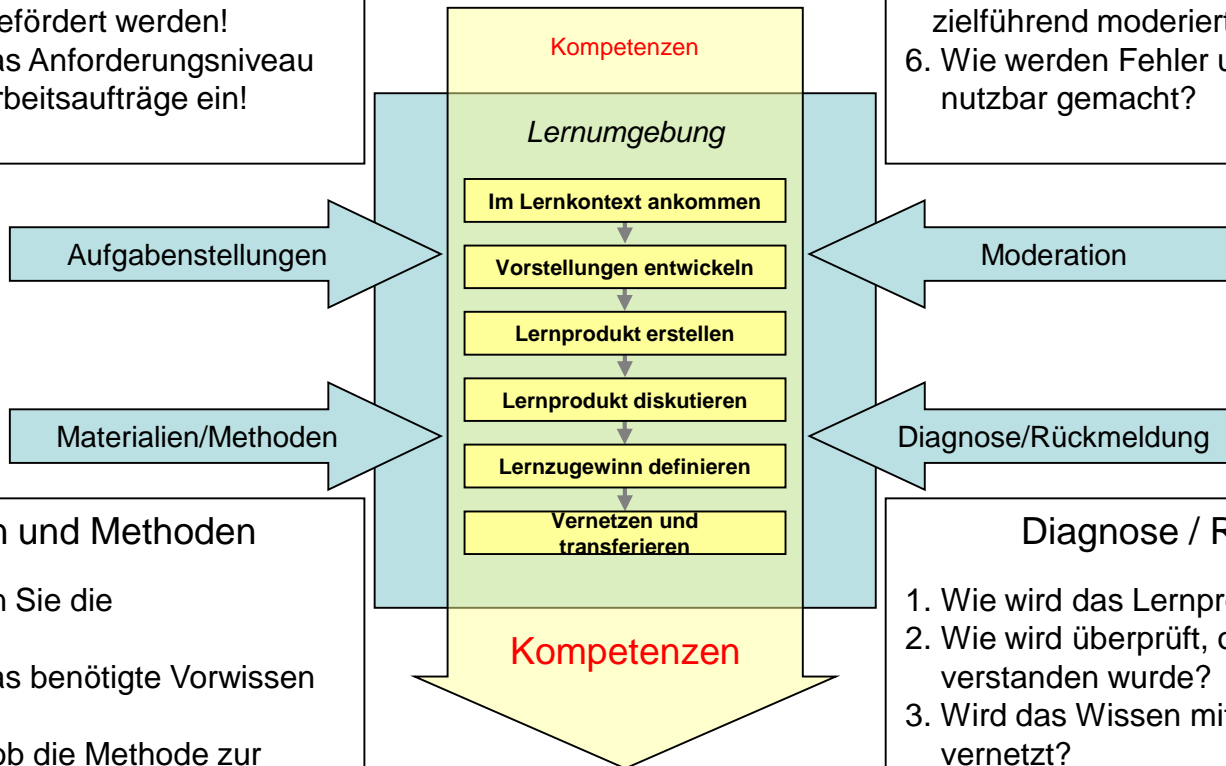 efördert werden!
as Anforderungsniveau
rbeitsaufträge ein!
Kompetenzen
zielführend moderiert
6. Wie werden Fehler u
nutzbar gemacht?
Lernumgebung
Im Lernkontext ankommen
Aufgabenstellungen
Vorstellungen entwickeln
Moderation
Lernprodukt erstellen
Lernprodukt diskutieren
Materialien/Methoden
Diagnose/Rückmeldung
Lernzugewinn definieren
Vernetzen und
transferieren
n und Methoden
n Sie die
as benötigte Vorwissen
ob die Methode zur
Kompetenzen
Diagnose / R
1. Wie wird das Lernpr
2. Wie wird überprüft, o
verstanden wurde?
3. Wird das Wissen mit
vernetzt?